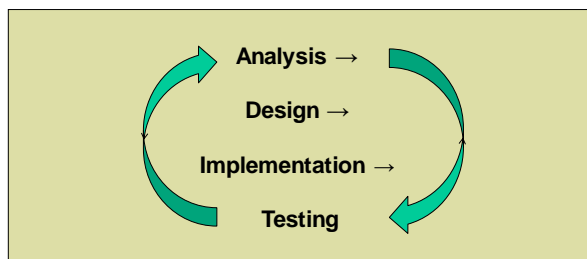 Analysis →
Design →
Implementation →
Testing